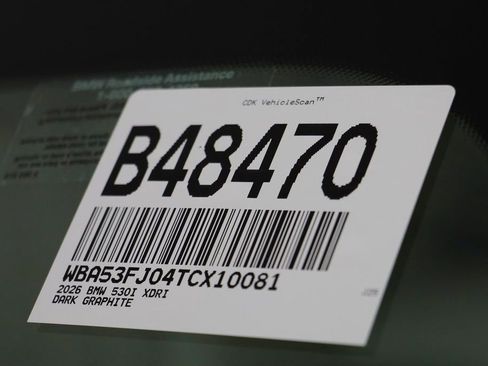 BMW Roadside Assistance
CDK VehicleScan™
B48470
WBA53FJ04TCX10081
2026 BMW 530I XDRI
DARK GRAPHITE